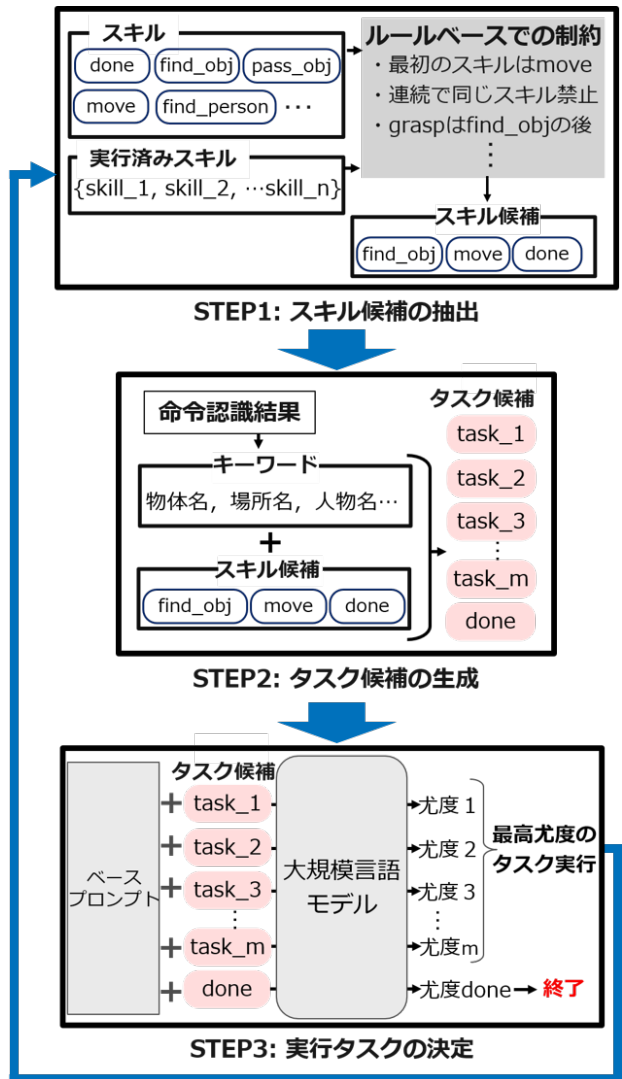 スキル
done find_obj pass_obj
move find_person ・・・
実行済みスキル
{skill_1, skill_2, …skill_n}
ルールベースでの制約
・最初のスキルはmove
・連続で同じスキル禁止
・graspはfind_objの後
⋮
スキル候補
find_obj move done
STEP1: スキル候補の抽出
命令認識結果
キーワード
物体名，場所名，人物名…
+
スキル候補
find_obj move done
タスク候補
task_1
task_2
task_3
⋮
task_m
done
STEP2: タスク候補の生成
ベース
プロンプト
タスク候補
+ task_1
+ task_2
+ task_3
⋮
+ task_m
+ done
大規模言語
モデル
尤度1
尤度2
尤度3
⋮
尤度m
尤度done
最高尤度の
タスク実行
終了
STEP3: 実行タスクの決定